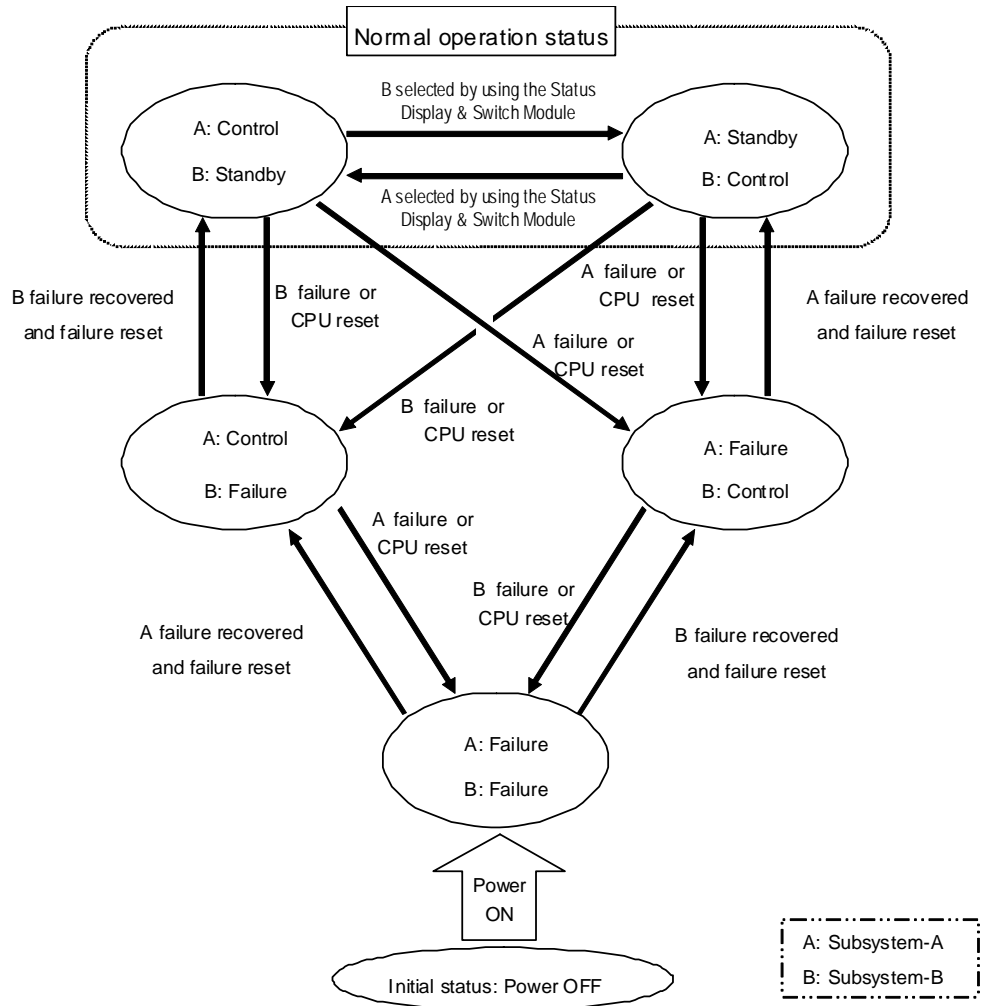 Normal operation status
B selected by using the Status
Display & Switch Module
A: Control
B: Standby
A: Standby
B: Control
A selected by using the Status
Display & Switch Module
B failure recovered
and failure reset
B failure or
CPU reset
A failure or
CPU reset
A failure recovered
and failure reset
A failure or
CPU reset
B failure or
CPU reset
A: Control
B: Failure
A: Failure
B: Control
A failure or
CPU reset
B failure or
CPU reset
A failure recovered
and failure reset
B failure recovered
and failure reset
A: Failure
B: Failure
Power
ON
Initial status: Power OFF
A: Subsystem-A
B: Subsystem-B